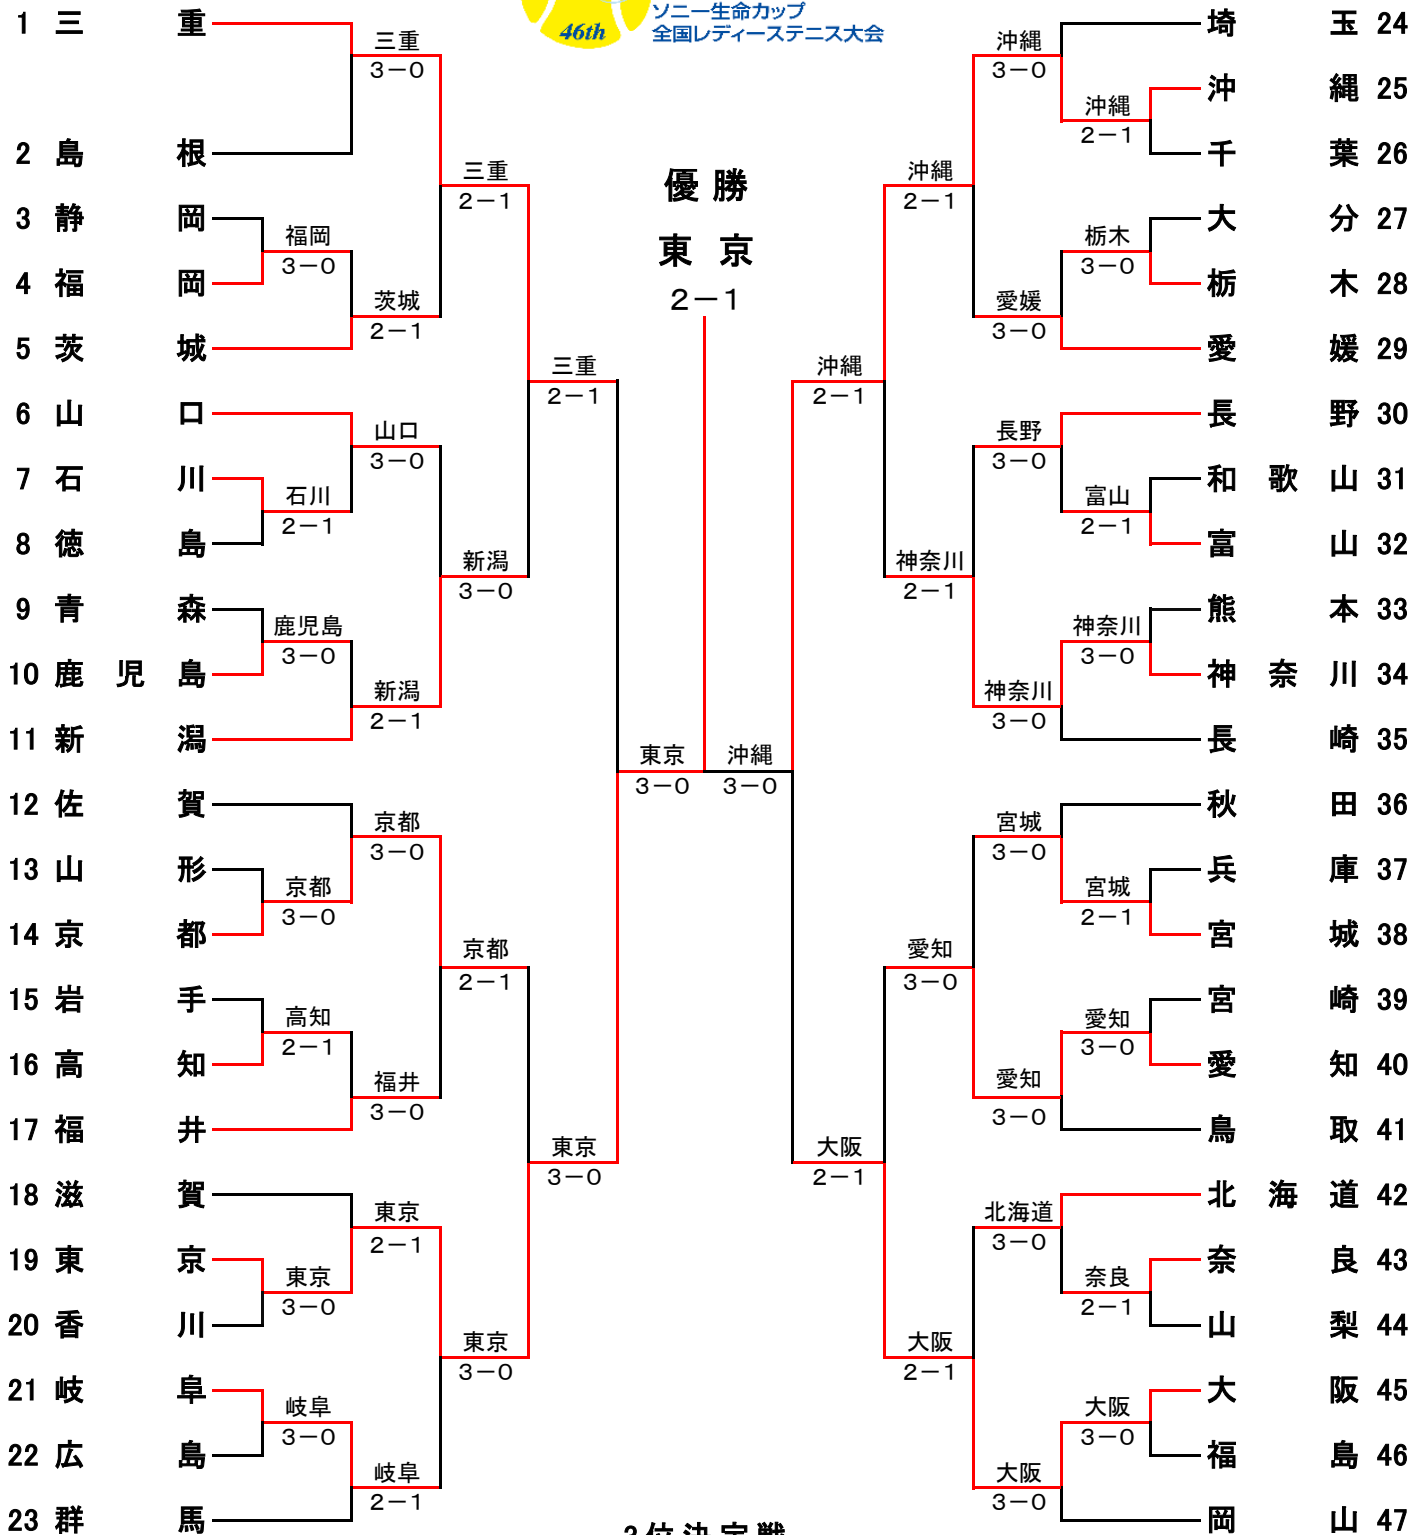 46th
ソニー生命カップ
全国レディーステニス大会
優勝
東京
2－1
1 三重
2 島根
3 静岡
4 福岡
5 茨城
6 山口
7 石川
8 徳島
9 青森
10 鹿児島
11 新潟
12 佐賀
13 山形
14 京都
15 岩手
16 高知
17 福井
18 滋賀
19 東京
20 香川
21 岐阜
22 広島
23 群馬
福岡
3－0
石川
2－1
鹿児島
3－0
京都
3－0
高知
2－1
東京
3－0
岐阜
3－0
三重
3－0
茨城
2－1
山口
3－0
新潟
2－1
京都
3－0
福井
3－0
東京
2－1
岐阜
2－1
三重
2－1
新潟
3－0
京都
2－1
東京
3－0
三重
2－1
東京
3－0
東京
3－0
沖縄
3－0
沖縄
2－1
大阪
2－1
沖縄
2－1
神奈川
2－1
愛知
3－0
大阪
2－1
沖縄
3－0
愛媛
3－0
長野
3－0
神奈川
3－0
宮城
3－0
愛知
3－0
北海道
3－0
大阪
3－0
沖縄
2－1
栃木
3－0
富山
2－1
神奈川
3－0
宮城
2－1
愛知
3－0
奈良
2－1
大阪
3－0
埼玉 24
沖縄 25
千葉 26
大分 27
栃木 28
愛媛 29
長野 30
和歌山 31
富山 32
熊本 33
神奈川 34
長崎 35
秋田 36
兵庫 37
宮城 38
宮崎 39
愛知 40
鳥取 41
北海道 42
奈良 43
山梨 44
大阪 45
福島 46
岡山 47
3位決定戦